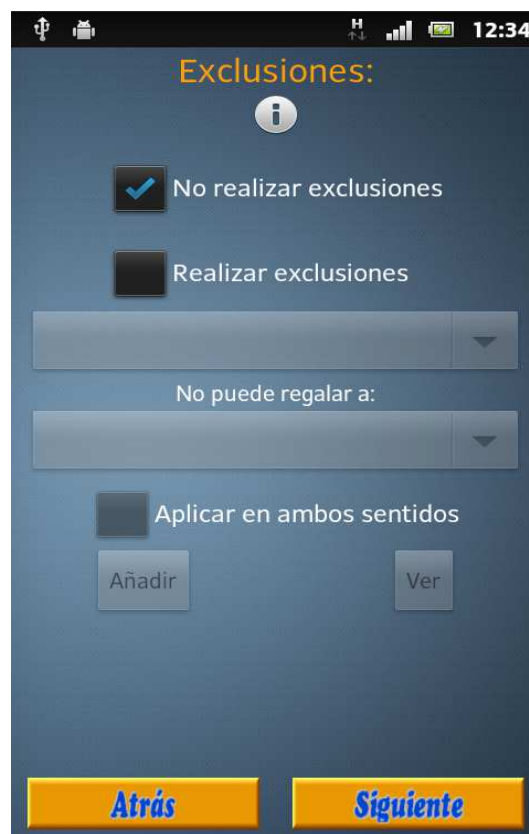 H 12:34
Exclusiones:
i
No realizar exclusiones
Realizar exclusiones
No puede regalar a:
Aplicar en ambos sentidos
Añadir Ver
Atrás Siguiente